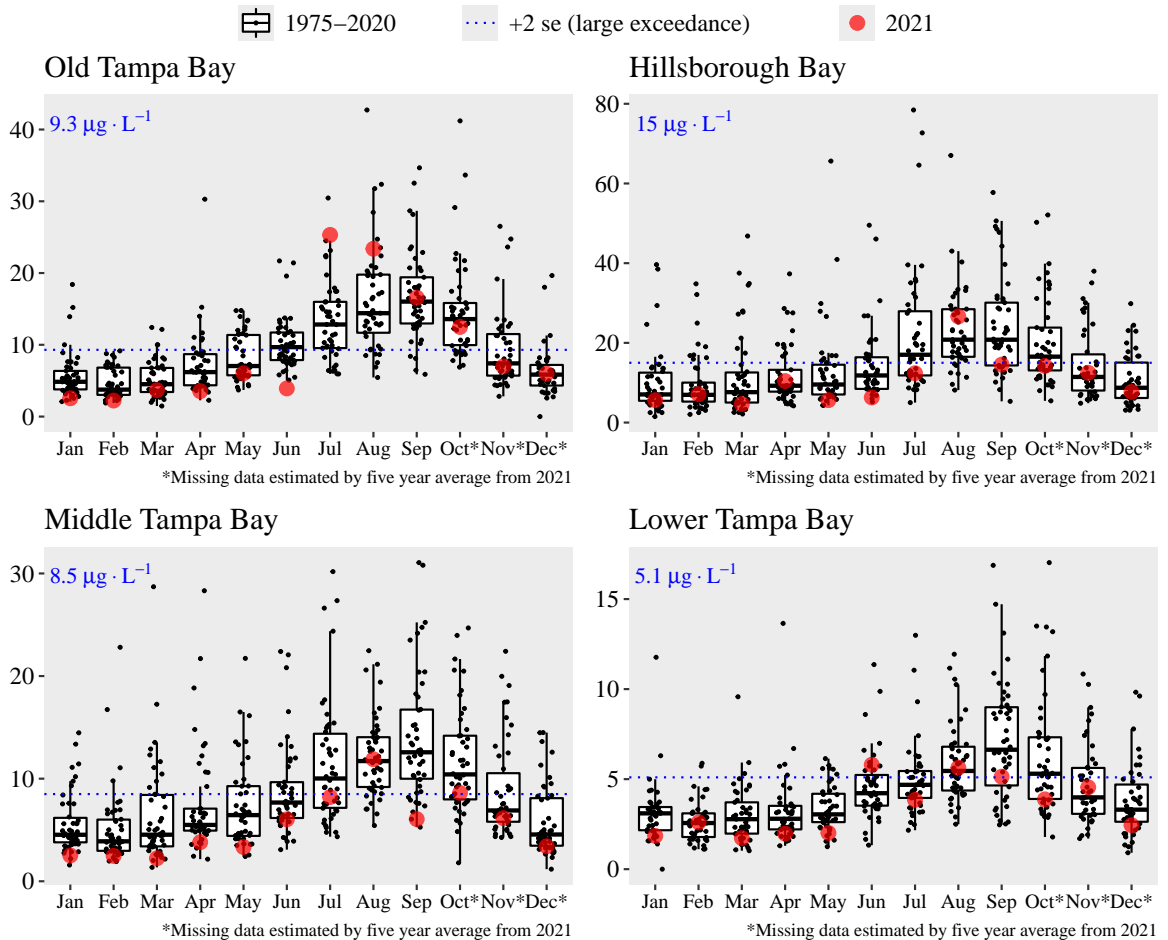 1975–2020 +2 se (large exceedance) 2021
Old Tampa Bay
9.3 μg · L⁻¹
40
30
20
10
0
Jan Feb Mar Apr May Jun Jul Aug Sep Oct* Nov* Dec*
*Missing data estimated by five year average from 2021
Hillsborough Bay
15 μg · L⁻¹
80
60
40
20
0
Jan Feb Mar Apr May Jun Jul Aug Sep Oct* Nov* Dec*
*Missing data estimated by five year average from 2021
Middle Tampa Bay
8.5 μg · L⁻¹
30
20
10
0
Jan Feb Mar Apr May Jun Jul Aug Sep Oct* Nov* Dec*
*Missing data estimated by five year average from 2021
Lower Tampa Bay
5.1 μg · L⁻¹
15
10
5
0
Jan Feb Mar Apr May Jun Jul Aug Sep Oct* Nov* Dec*
*Missing data estimated by five year average from 2021